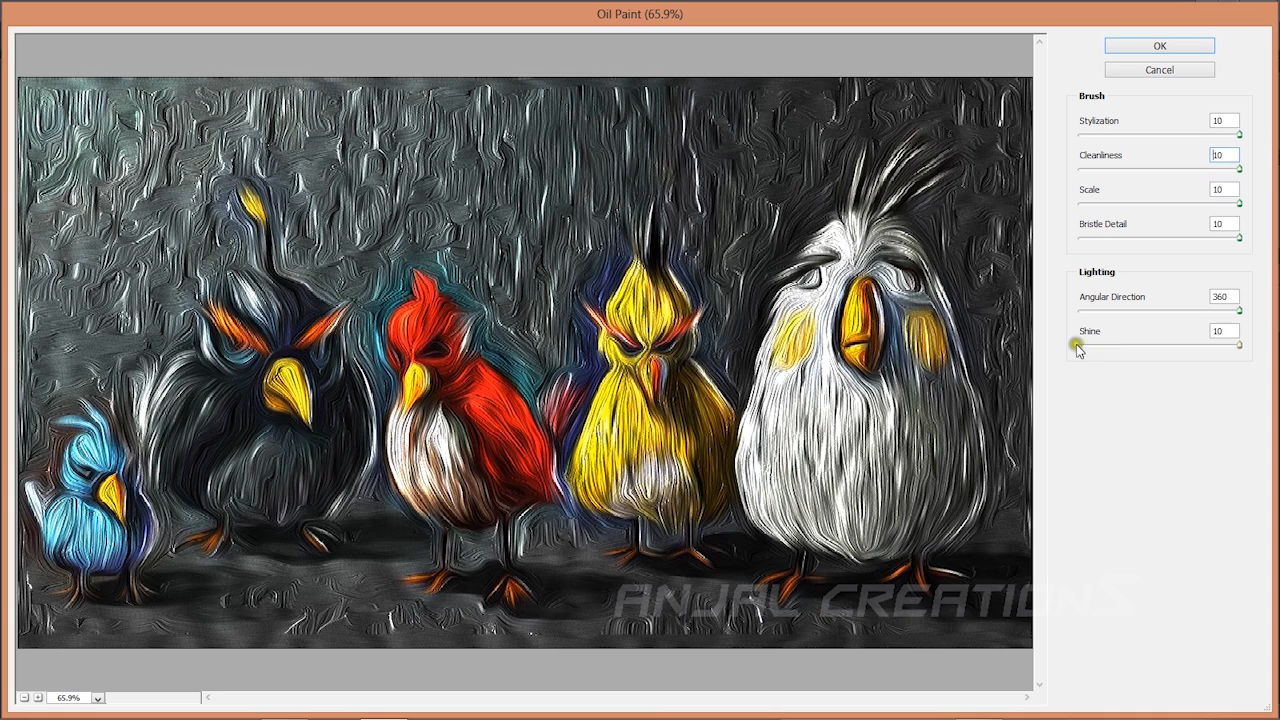 Oil Paint (65.9%)
OK
Cancel
Brush
Stylization 10
Cleanliness 10
Scale 10
Bristle Detail 10
Lighting
Angular Direction 360
Shine 10
ANJAL CREATIONS
65.9%